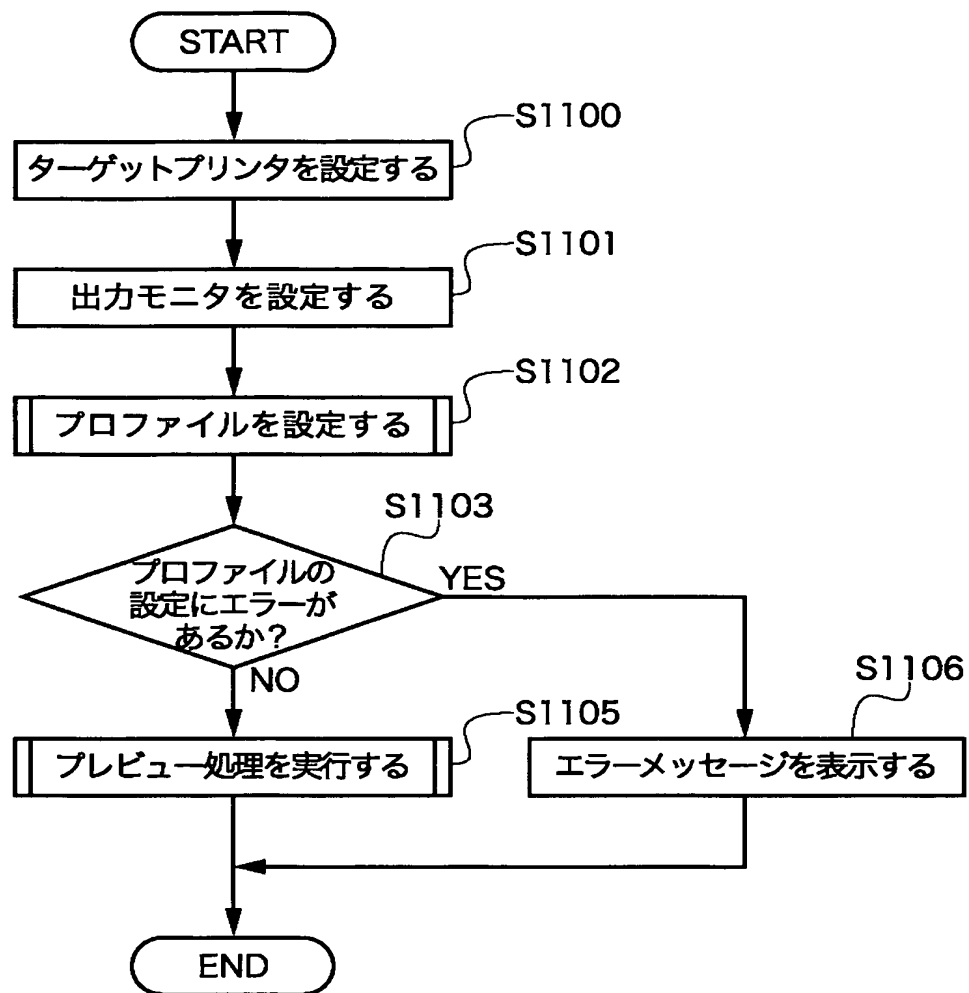 START
S1100
ターゲットプリンタを設定する
S1101
出力モニタを設定する
S1102
プロファイルを設定する
S1103
プロファイルの
設定にエラーが
あるか?
YES
NO
S1105
プレビュー処理を実行する
S1106
エラーメッセージを表示する
END